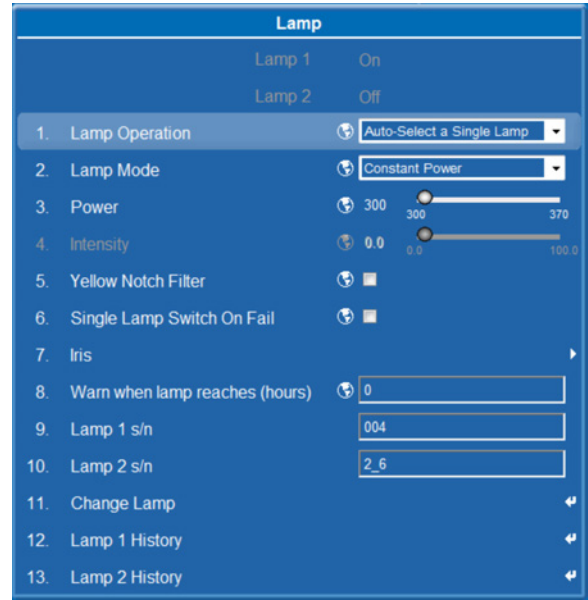 Lamp
Lamp 1 On
Lamp 2 Off
1. Lamp Operation Auto-Select a Single Lamp
2. Lamp Mode Constant Power
3. Power 300 300 370
4. Intensity 0.0 0.0 100.0
5. Yellow Notch Filter
6. Single Lamp Switch On Fail
7. Iris
8. Warn when lamp reaches (hours) 0
9. Lamp 1 s/n 004
10. Lamp 2 s/n 2_6
11. Change Lamp
12. Lamp 1 History
13. Lamp 2 History